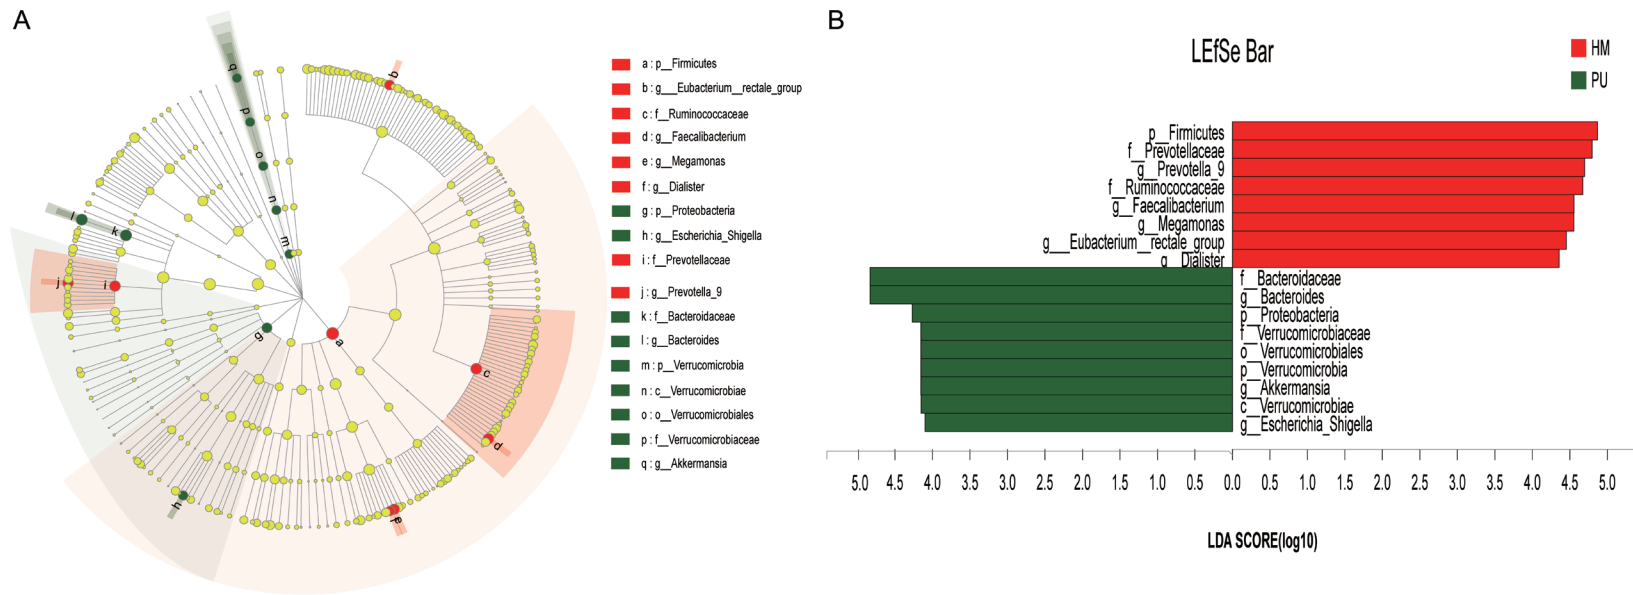 A
q
p
o
n
m
l
k
j
i
g
h
a
b
c
d
e
a : p__Firmicutes
b : g___Eubacterium__rectale_group
c : f__Ruminococcaceae
d : g__Faecalibacterium
e : g__Megamonas
f : g__Dialister
g : p__Proteobacteria
h : g__Escherichia_Shigella
i : f__Prevotellaceae
j : g__Prevotella_9
k : f__Bacteroidaceae
l : g__Bacteroides
m : p__Verrucomicrobia
n : c__Verrucomicrobiae
o : o__Verrucomicrobiales
p : f__Verrucomicrobiaceae
q : g__Akkermansia
B
LEfSe Bar
HM
PU
p__Firmicutes
f__Prevotellaceae
g__Prevotella_9
f__Ruminococcaceae
g__Faecalibacterium
g__Megamonas
g___Eubacterium__rectale_group
g__Dialister
f__Bacteroidaceae
g__Bacteroides
p__Proteobacteria
f__Verrucomicrobiaceae
o__Verrucomicrobiales
p__Verrucomicrobia
g__Akkermansia
c__Verrucomicrobiae
g__Escherichia_Shigella
5.0 4.5 4.0 3.5 3.0 2.5 2.0 1.5 1.0 0.5 0.0 0.5 1.0 1.5 2.0 2.5 3.0 3.5 4.0 4.5 5.0
LDA SCORE(log10)